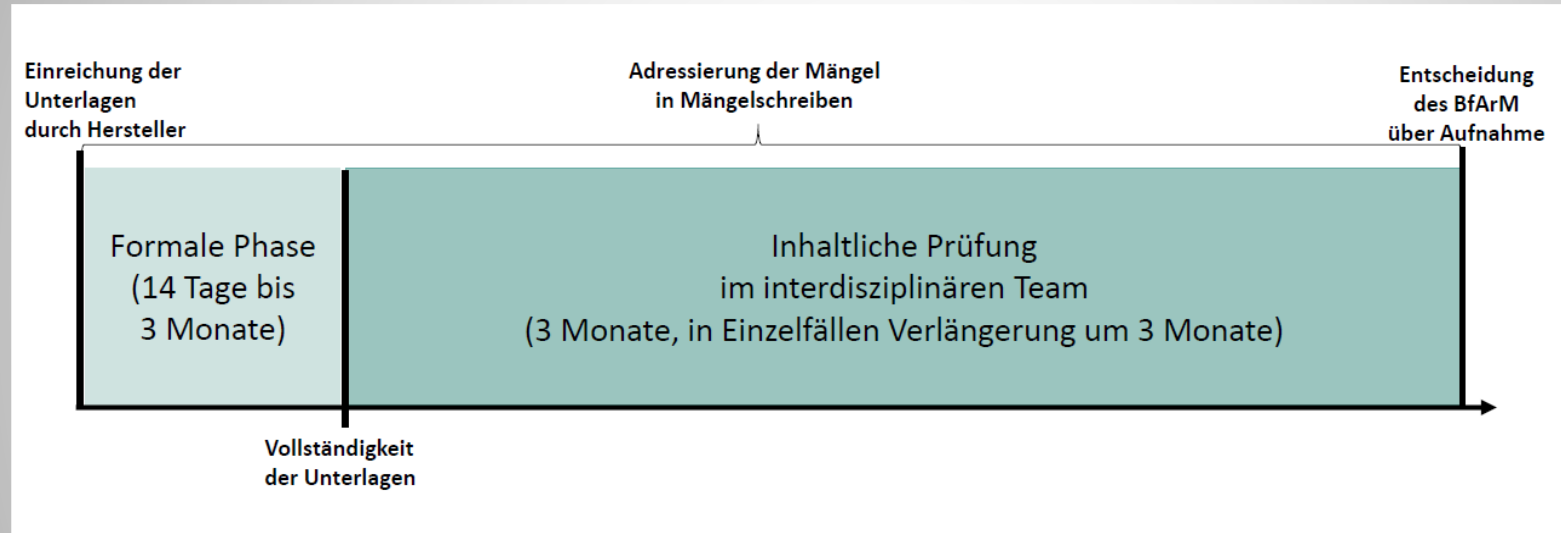 Einreichung der
Unterlagen
durch Hersteller
Adressierung der Mängel
in Mängelschreiben
Entscheidung
des BfArM
über Aufnahme
Formale Phase
(14 Tage bis
3 Monate)
Inhaltliche Prüfung
im interdisziplinären Team
(3 Monate, in Einzelfällen Verlängerung um 3 Monate)
Vollständigkeit
der Unterlagen